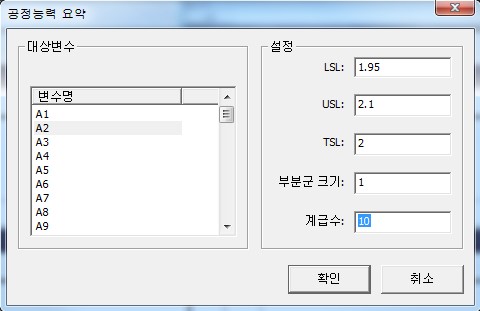 공정능력 요약
대상변수
변수명
A1
A2
A3
A4
A5
A6
A7
A8
A9
설정
LSL: 1.95
USL: 2.1
TSL: 2
부분군 크기: 1
계급수: 10
확인 취소